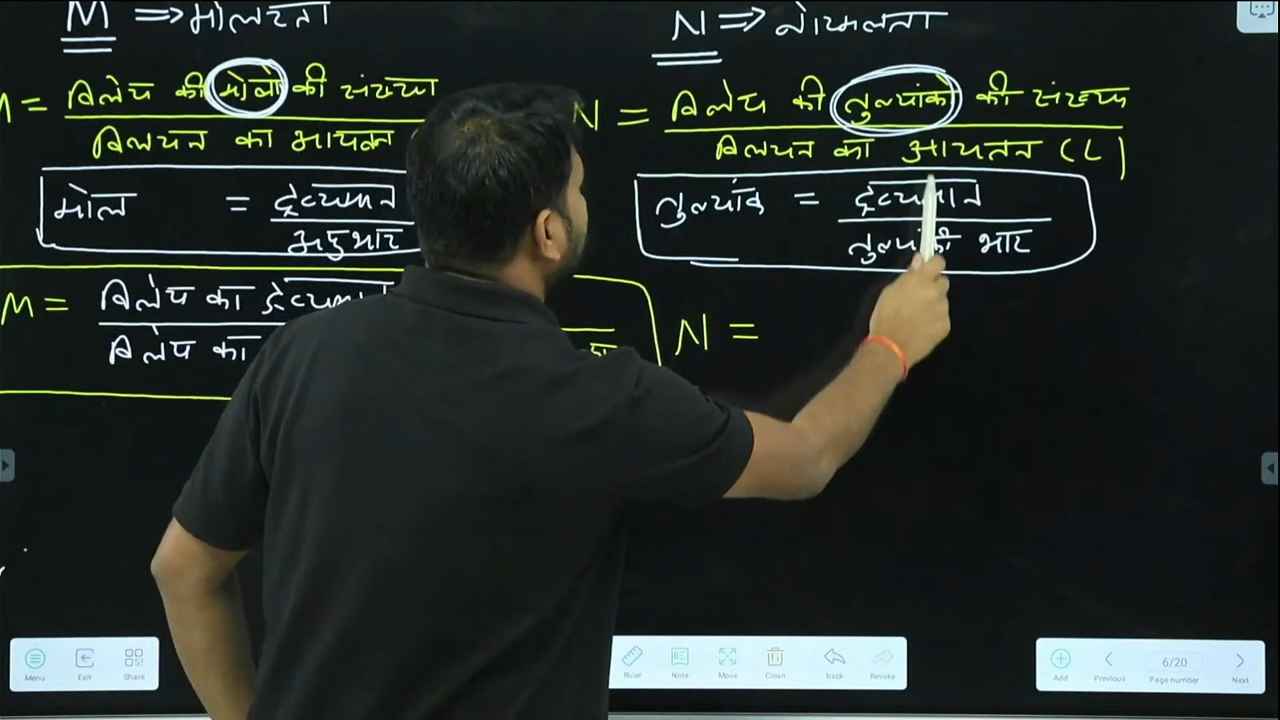 M ⇒ मोलरता
M = विलेय की मोलो की संख्या
विलयन का आयतन
मोल = द्रव्यमान
अणुभार
M = विलेय का द्रव्यमान
विलेय का
N ⇒ नोर्मलता
N = विलेय की तुल्यांको की संख्या
विलयन का आयतन (L)
तुल्यांक = द्रव्यमान
तुल्यांकी भार
N =
Menu Exit Share
Ruler Note Move Clean back Revoke
Add Previous 6/20 Page number Next